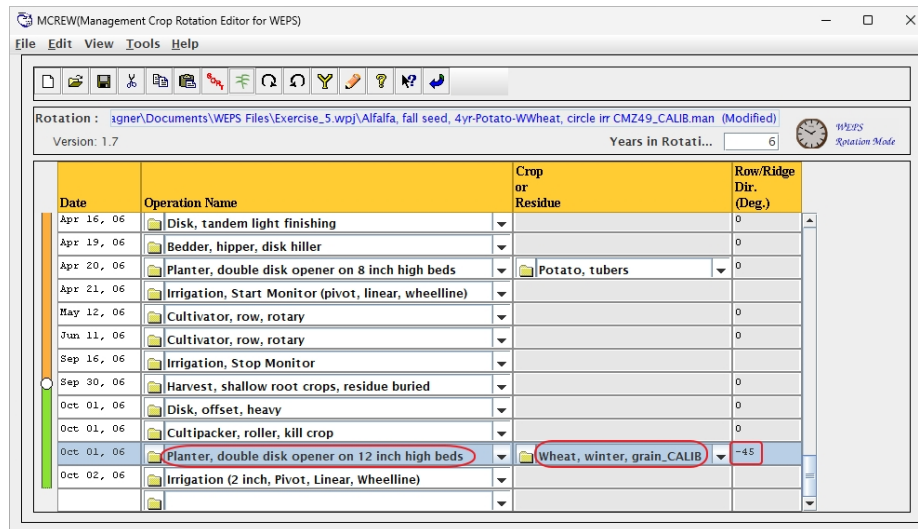 MCREW(Management Crop Rotation Editor for WEPS)
File Edit View Tools Help
Rotation : agner\Documents\WEPS Files\Exercise_5.wpj\Alfalfa, fall seed, 4yr-Potato-WWheat, circle irr CMZ49_CALIB.man (Modified)
WEPS
Rotation Mode
Version: 1.7 Years in Rotati... 6
Date Operation Name Crop or Residue Row/Ridge Dir. (Deg.)
Apr 16, 06 Disk, tandem light finishing 0
Apr 19, 06 Bedder, hipper, disk hiller 0
Apr 20, 06 Planter, double disk opener on 8 inch high beds Potato, tubers 0
Apr 21, 06 Irrigation, Start Monitor (pivot, linear, wheelline)
May 12, 06 Cultivator, row, rotary 0
Jun 11, 06 Cultivator, row, rotary 0
Sep 16, 06 Irrigation, Stop Monitor
Sep 30, 06 Harvest, shallow root crops, residue buried 0
Oct 01, 06 Disk, offset, heavy 0
Oct 01, 06 Cultipacker, roller, kill crop 0
Oct 01, 06 Planter, double disk opener on 12 inch high beds Wheat, winter, grain_CALIB -45
Oct 02, 06 Irrigation (2 inch, Pivot, Linear, Wheelline)